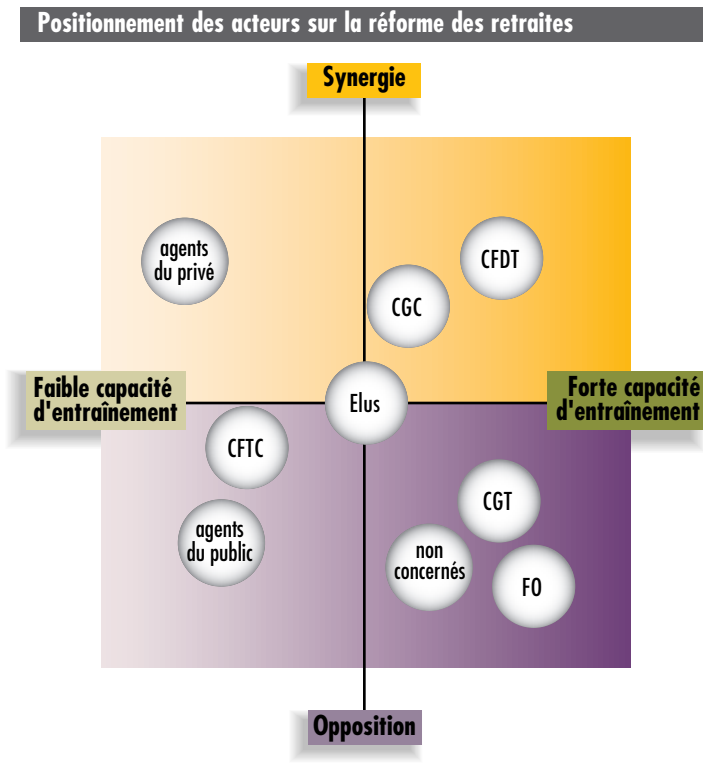 Positionnement des acteurs sur la réforme des retraites
Synergie
agents
du privé
CFDT
CGC
Faible capacité
d'entraînement
Elus
Forte capacité
d'entraînement
CFTC
CGT
agents
du public
non
concernés
FO
Opposition